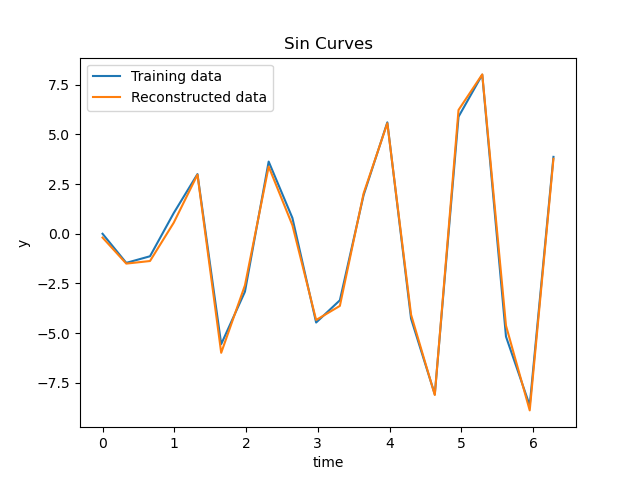 Sin Curves
Training data
Reconstructed data
7.5
5.0
2.5
0.0
−2.5
−5.0
−7.5
y
0 1 2 3 4 5 6
time